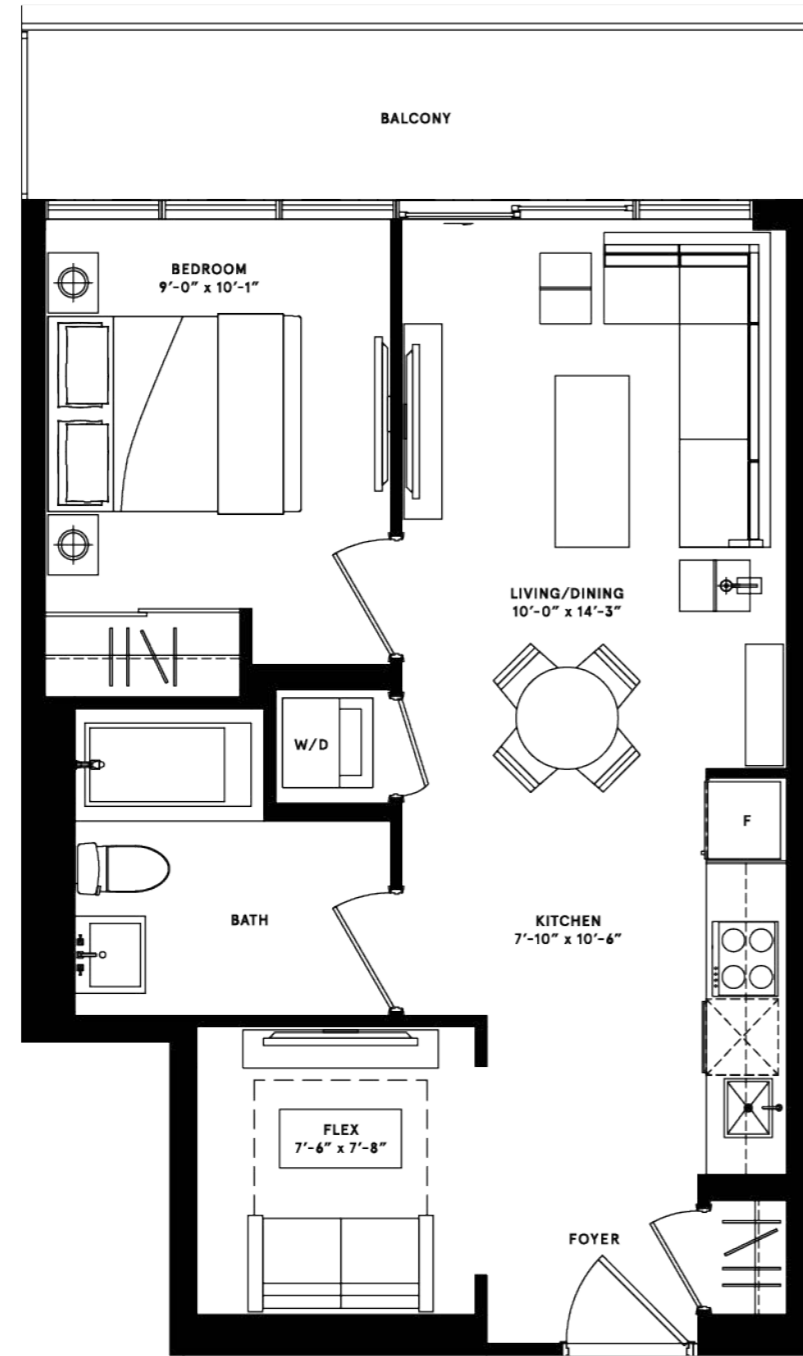 BALCONY
BEDROOM
9′-0″ x 10′-1″
LIVING/DINING
10′-0″ x 14′-3″
W/D
F
BATH
KITCHEN
7′-10″ x 10′-6″
FLEX
7′-6″ x 7′-8″
FOYER